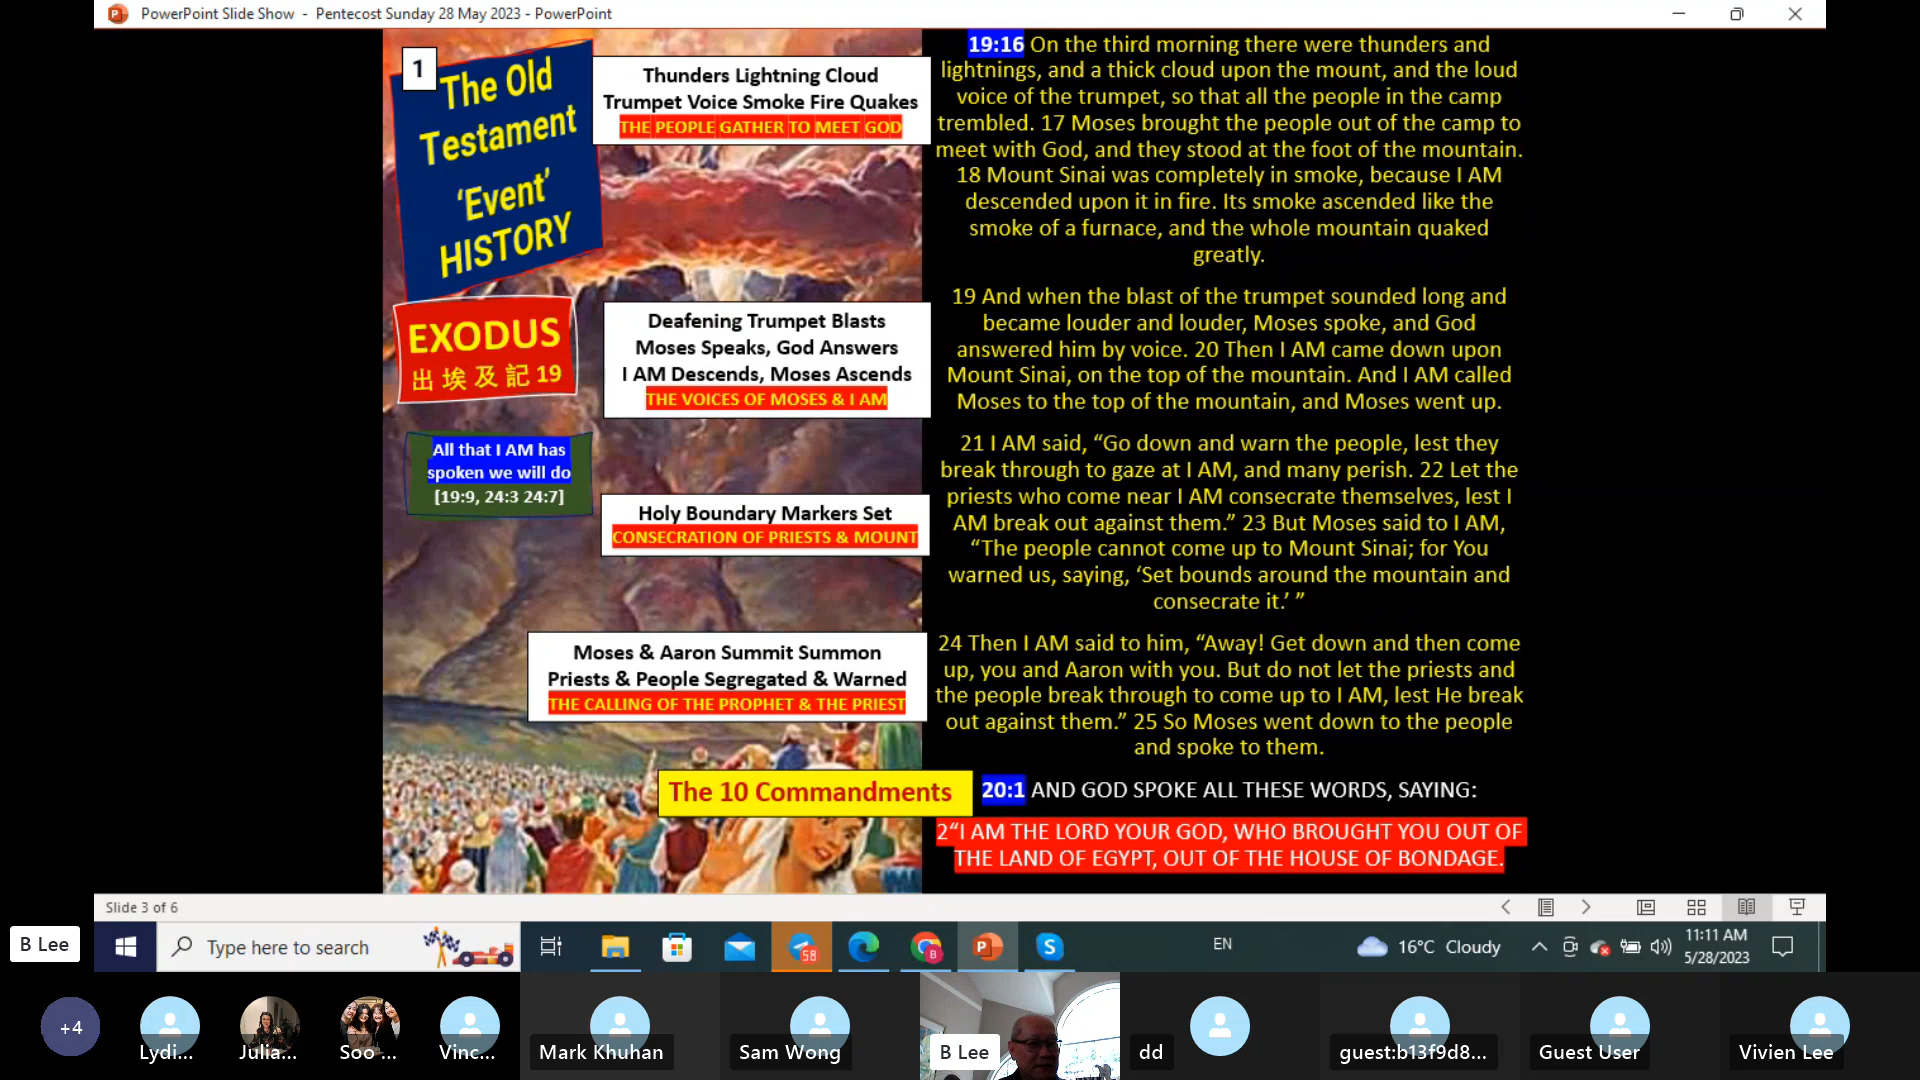 PowerPoint Slide Show - Pentecost Sunday 28 May 2023 - PowerPoint
1
The Old
Testament
‘Event’
HISTORY
EXODUS
出 埃 及 記 19
All that I AM has
spoken we will do
[19:9, 24:3 24:7]
Thunders Lightning Cloud
Trumpet Voice Smoke Fire Quakes
THE PEOPLE GATHER TO MEET GOD
Deafening Trumpet Blasts
Moses Speaks, God Answers
I AM Descends, Moses Ascends
THE VOICES OF MOSES & I AM
Holy Boundary Markers Set
CONSECRATION OF PRIESTS & MOUNT
Moses & Aaron Summit Summon
Priests & People Segregated & Warned
THE CALLING OF THE PROPHET & THE PRIEST
The 10 Commandments
19:16 On the third morning there were thunders and
lightnings, and a thick cloud upon the mount, and the loud
voice of the trumpet, so that all the people in the camp
trembled. 17 Moses brought the people out of the camp to
meet with God, and they stood at the foot of the mountain.
18 Mount Sinai was completely in smoke, because I AM
descended upon it in fire. Its smoke ascended like the
smoke of a furnace, and the whole mountain quaked
greatly.
19 And when the blast of the trumpet sounded long and
became louder and louder, Moses spoke, and God
answered him by voice. 20 Then I AM came down upon
Mount Sinai, on the top of the mountain. And I AM called
Moses to the top of the mountain, and Moses went up.
21 I AM said, “Go down and warn the people, lest they
break through to gaze at I AM, and many perish. 22 Let the
priests who come near I AM consecrate themselves, lest I
AM break out against them.” 23 But Moses said to I AM,
“The people cannot come up to Mount Sinai; for You
warned us, saying, ‘Set bounds around the mountain and
consecrate it.’ ”
24 Then I AM said to him, “Away! Get down and then come
up, you and Aaron with you. But do not let the priests and
the people break through to come up to I AM, lest He break
out against them.” 25 So Moses went down to the people
and spoke to them.
20:1 AND GOD SPOKE ALL THESE WORDS, SAYING:
2“I AM THE LORD YOUR GOD, WHO BROUGHT YOU OUT OF
THE LAND OF EGYPT, OUT OF THE HOUSE OF BONDAGE.
Slide 3 of 6
B Lee
Type here to search
58
B
EN
16°C Cloudy
11:11 AM
5/28/2023
+4
Lydi...
Julia...
Soo ...
Vinc...
Mark Khuhan
Sam Wong
B Lee
dd
guest:b13f9d8...
Guest User
Vivien Lee